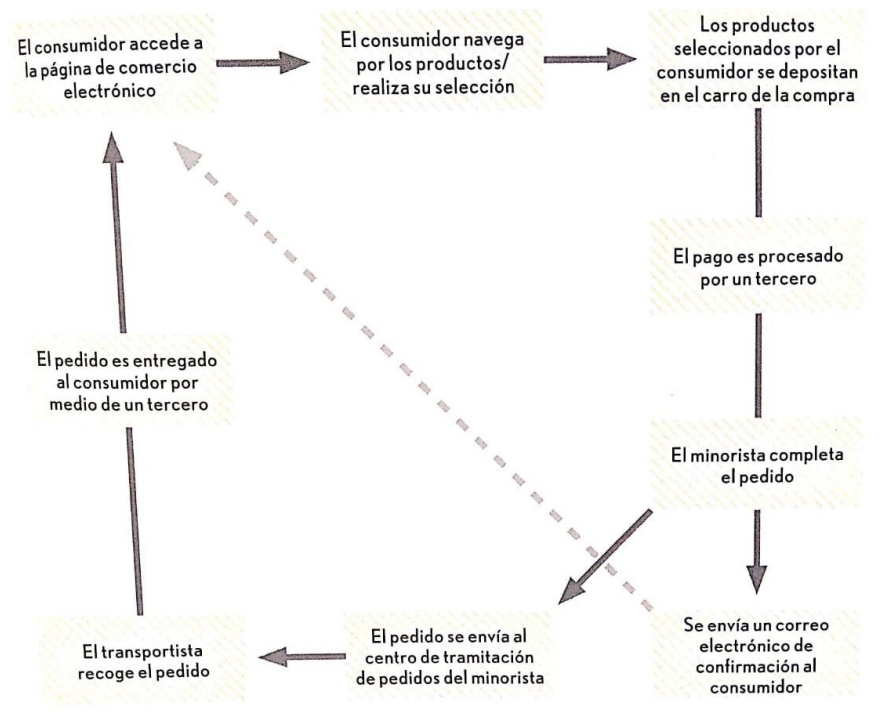 El consumidor accede a
la página de comercio
electrónico
El consumidor navega
por los productos/
realiza su selección
Los productos
seleccionados por el
consumidor se depositan
en el carro de la compra
El pago es procesado
por un tercero
El pedido es entregado
al consumidor por
medio de un tercero
El minorista completa
el pedido
El transportista
recoge el pedido
El pedido se envía al
centro de tramitación
de pedidos del minorista
Se envía un correo
electrónico de
confirmación al
consumidor